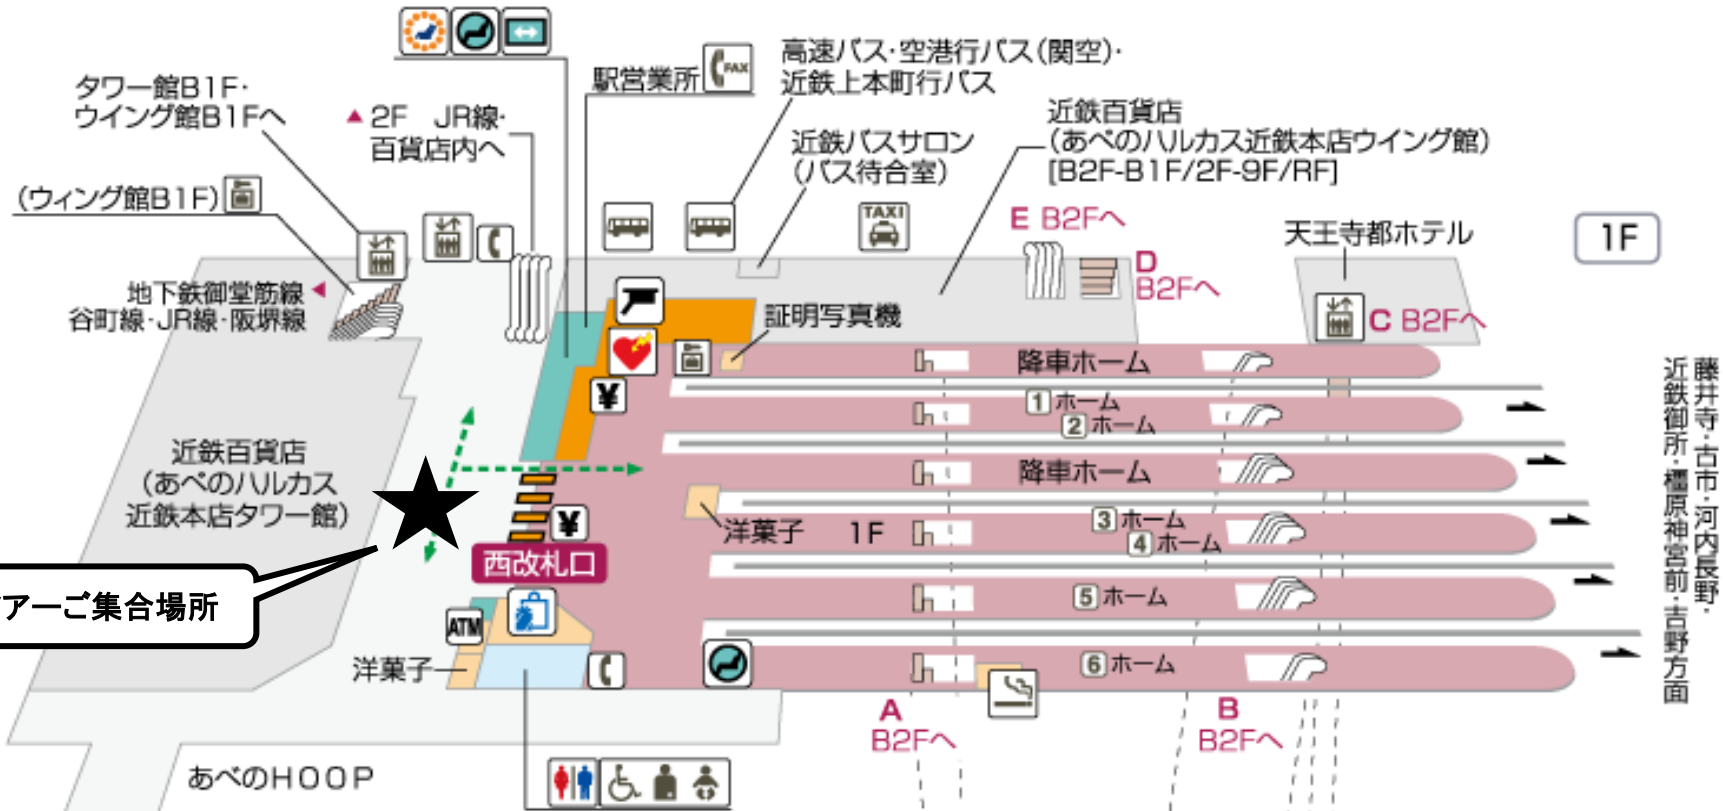 高速バス・空港行バス(関空)・
近鉄上本町行バス
駅営業所
FAX
タワー館B1F・
ウイング館B1Fへ
▲2F JR線・
百貨店内へ
近鉄バスサロン
(バス待合室)
近鉄百貨店
(あべのハルカス近鉄本店ウイング館)
[B2F-B1F/2F-9F/RF]
(ウィング館B1F)
TAXI
E B2Fへ
D
B2Fへ
天王寺都ホテル
1F
地下鉄御堂筋線
谷町線・JR線・阪堺線
証明写真機
C B2Fへ
降車ホーム
1ホーム
2ホーム
¥
近鉄百貨店
(あべのハルカス
近鉄本店タワー館)
降車ホーム
洋菓子
1F
3ホーム
4ホーム
¥
西改札口
アーご集合場所
5ホーム
ATM
洋菓子
6ホーム
A
B2Fへ
B
B2Fへ
あべのHOOP
藤井寺・古市・河内長野・
近鉄御所・橿原神宮前・吉野方面